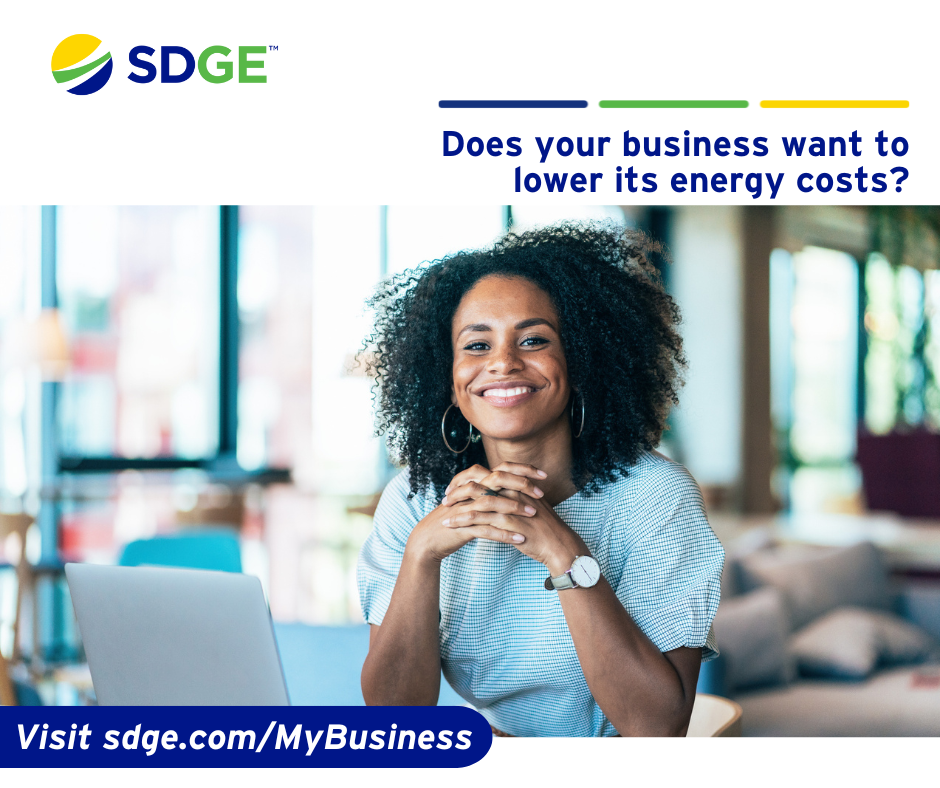 SDGE™
Does your business want to
lower its energy costs?
Visit sdge.com/MyBusiness